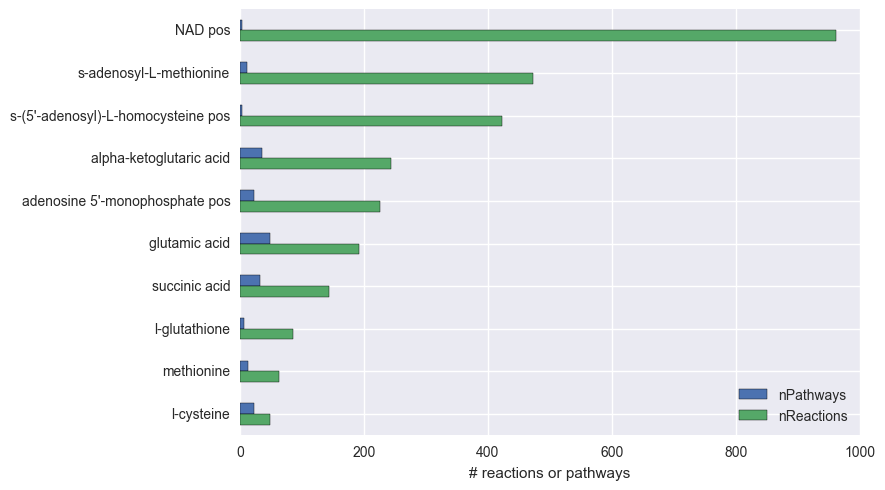 NAD pos
s-adenosyl-L-methionine
s-(5'-adenosyl)-L-homocysteine pos
alpha-ketoglutaric acid
adenosine 5'-monophosphate pos
glutamic acid
succinic acid
l-glutathione
methionine
l-cysteine
nPathways
nReactions
0 200 400 600 800 1000
# reactions or pathways